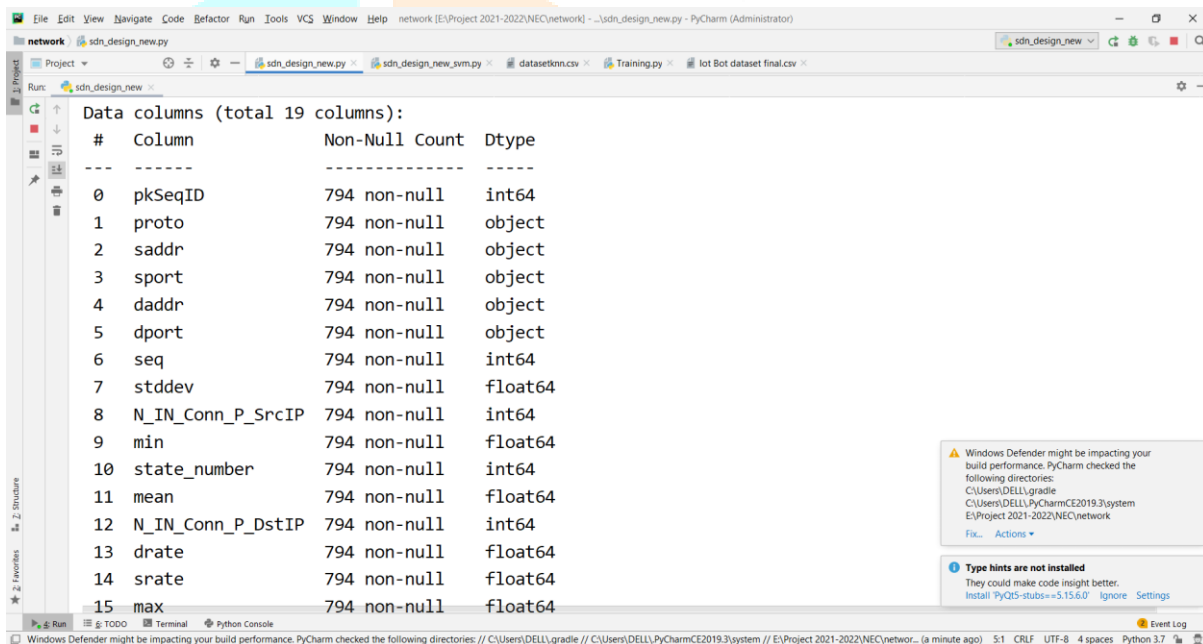 File Edit View Navigate Code Refactor Run Tools VCS Window Help network [E:\Project 2021-2022\NEC\network] - ...\sdn_design_new.py - PyCharm (Administrator)
network sdn_design_new.py
sdn_design_new
Project
sdn_design_new.py sdn_design_new_svm.py datasetknn.csv Training.py Iot Bot dataset final.csv
1: Project
Run: sdn_design_new
Data columns (total 19 columns):
# Column Non-Null Count Dtype
--- ------ -------------- -----
0 pkSeqID 794 non-null int64
1 proto 794 non-null object
2 saddr 794 non-null object
3 sport 794 non-null object
4 daddr 794 non-null object
5 dport 794 non-null object
6 seq 794 non-null int64
7 stddev 794 non-null float64
8 N_IN_Conn_P_SrcIP 794 non-null int64
9 min 794 non-null float64
10 state_number 794 non-null int64
11 mean 794 non-null float64
12 N_IN_Conn_P_DstIP 794 non-null int64
13 drate 794 non-null float64
14 srate 794 non-null float64
15 max 794 non-null float64
Windows Defender might be impacting your
build performance. PyCharm checked the
following directories:
C:\Users\DELL\.gradle
C:\Users\DELL\.PyCharmCE2019.3\system
E:\Project 2021-2022\NEC\network
Fix... Actions
Type hints are not installed
They could make code insight better.
Install 'PyQt5-stubs==5.15.6.0' Ignore Settings
Z: Structure
2: Favorites
4: Run 6: TODO Terminal Python Console
2 Event Log
Windows Defender might be impacting your build performance. PyCharm checked the following directories: // C:\Users\DELL\.gradle // C:\Users\DELL\.PyCharmCE2019.3\system // E:\Project 2021-2022\NEC\networ... (a minute ago) 5:1 CRLF UTF-8 4 spaces Python 3.7